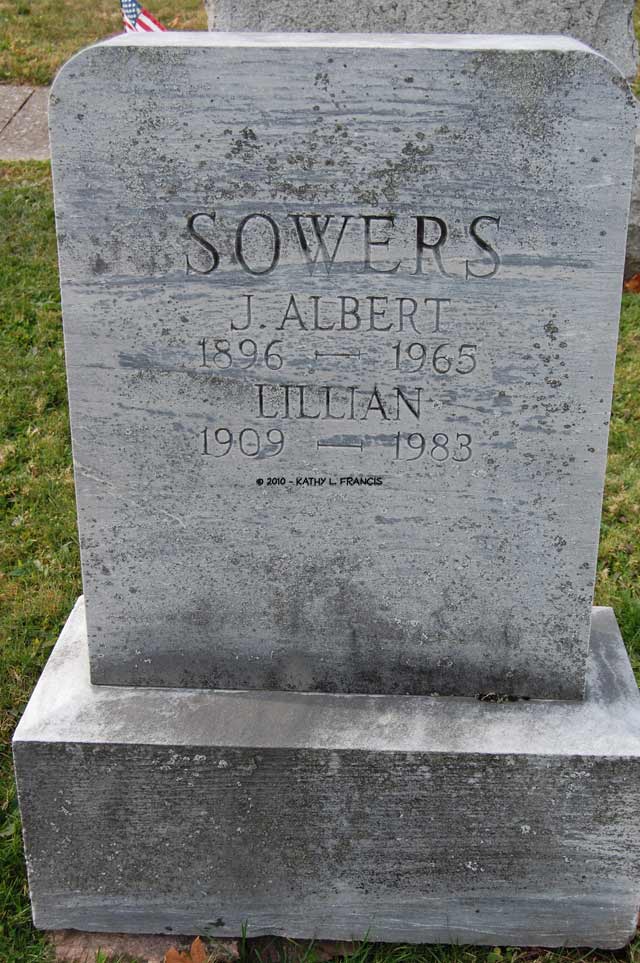 SOWERS
J. ALBERT
1896 — 1965
LILLIAN
1909 — 1983
© 2010 - KATHY L. FRANCIS